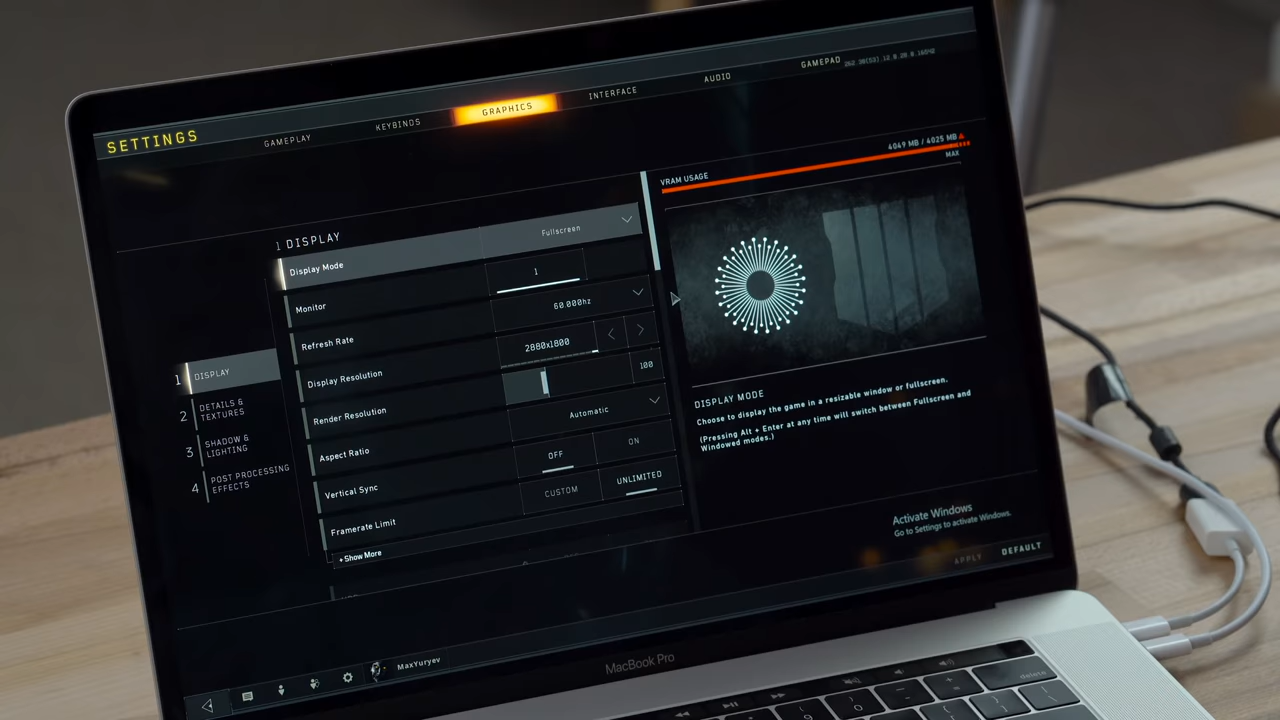 SETTINGS
GAMEPLAY
KEYBINDS
GRAPHICS
INTERFACE
AUDIO
GAMEPAD
VRAM USAGE
4049 MB / 4025 MB
MAX
1 DISPLAY
Display Mode Fullscreen
Monitor 1
Refresh Rate 60.000hz
Display Resolution 2880x1800
Render Resolution 100
Aspect Ratio Automatic
Vertical Sync OFF ON
Framerate Limit CUSTOM UNLIMITED
+ Show More
1 DISPLAY
2 DETAILS &
TEXTURES
3 SHADOW &
LIGHTING
4 POST PROCESSING
EFFECTS
DISPLAY MODE
Choose to display the game in a resizable window or fullscreen.
(Pressing Alt + Enter at any time will switch between Fullscreen and
Windowed modes.)
Activate Windows
Go to Settings to activate Windows.
APPLY DEFAULT
MaxYuryev
MacBook Pro
delete